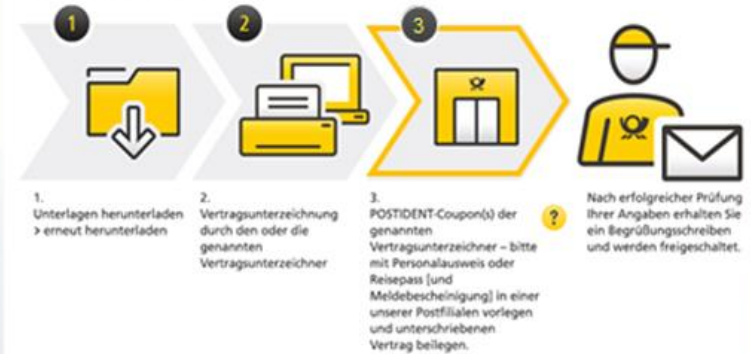 1
2
3
1.
Unterlagen herunterladen
> erneut herunterladen
2.
Vertragsunterzeichnung
durch den oder die
genannten
Vertragsunterzeichner
3.
POSTIDENT-Coupon(s) der
genannten
Vertragsunterzeichner – bitte
mit Personalausweis oder
Reisepass [und
Meldebescheinigung] in einer
unserer Postfilialen vorlegen
und unterschriebenen
Vertrag beilegen.
?
Nach erfolgreicher Prüfung
Ihrer Angaben erhalten Sie
ein Begrüßungsschreiben
und werden freigeschaltet.